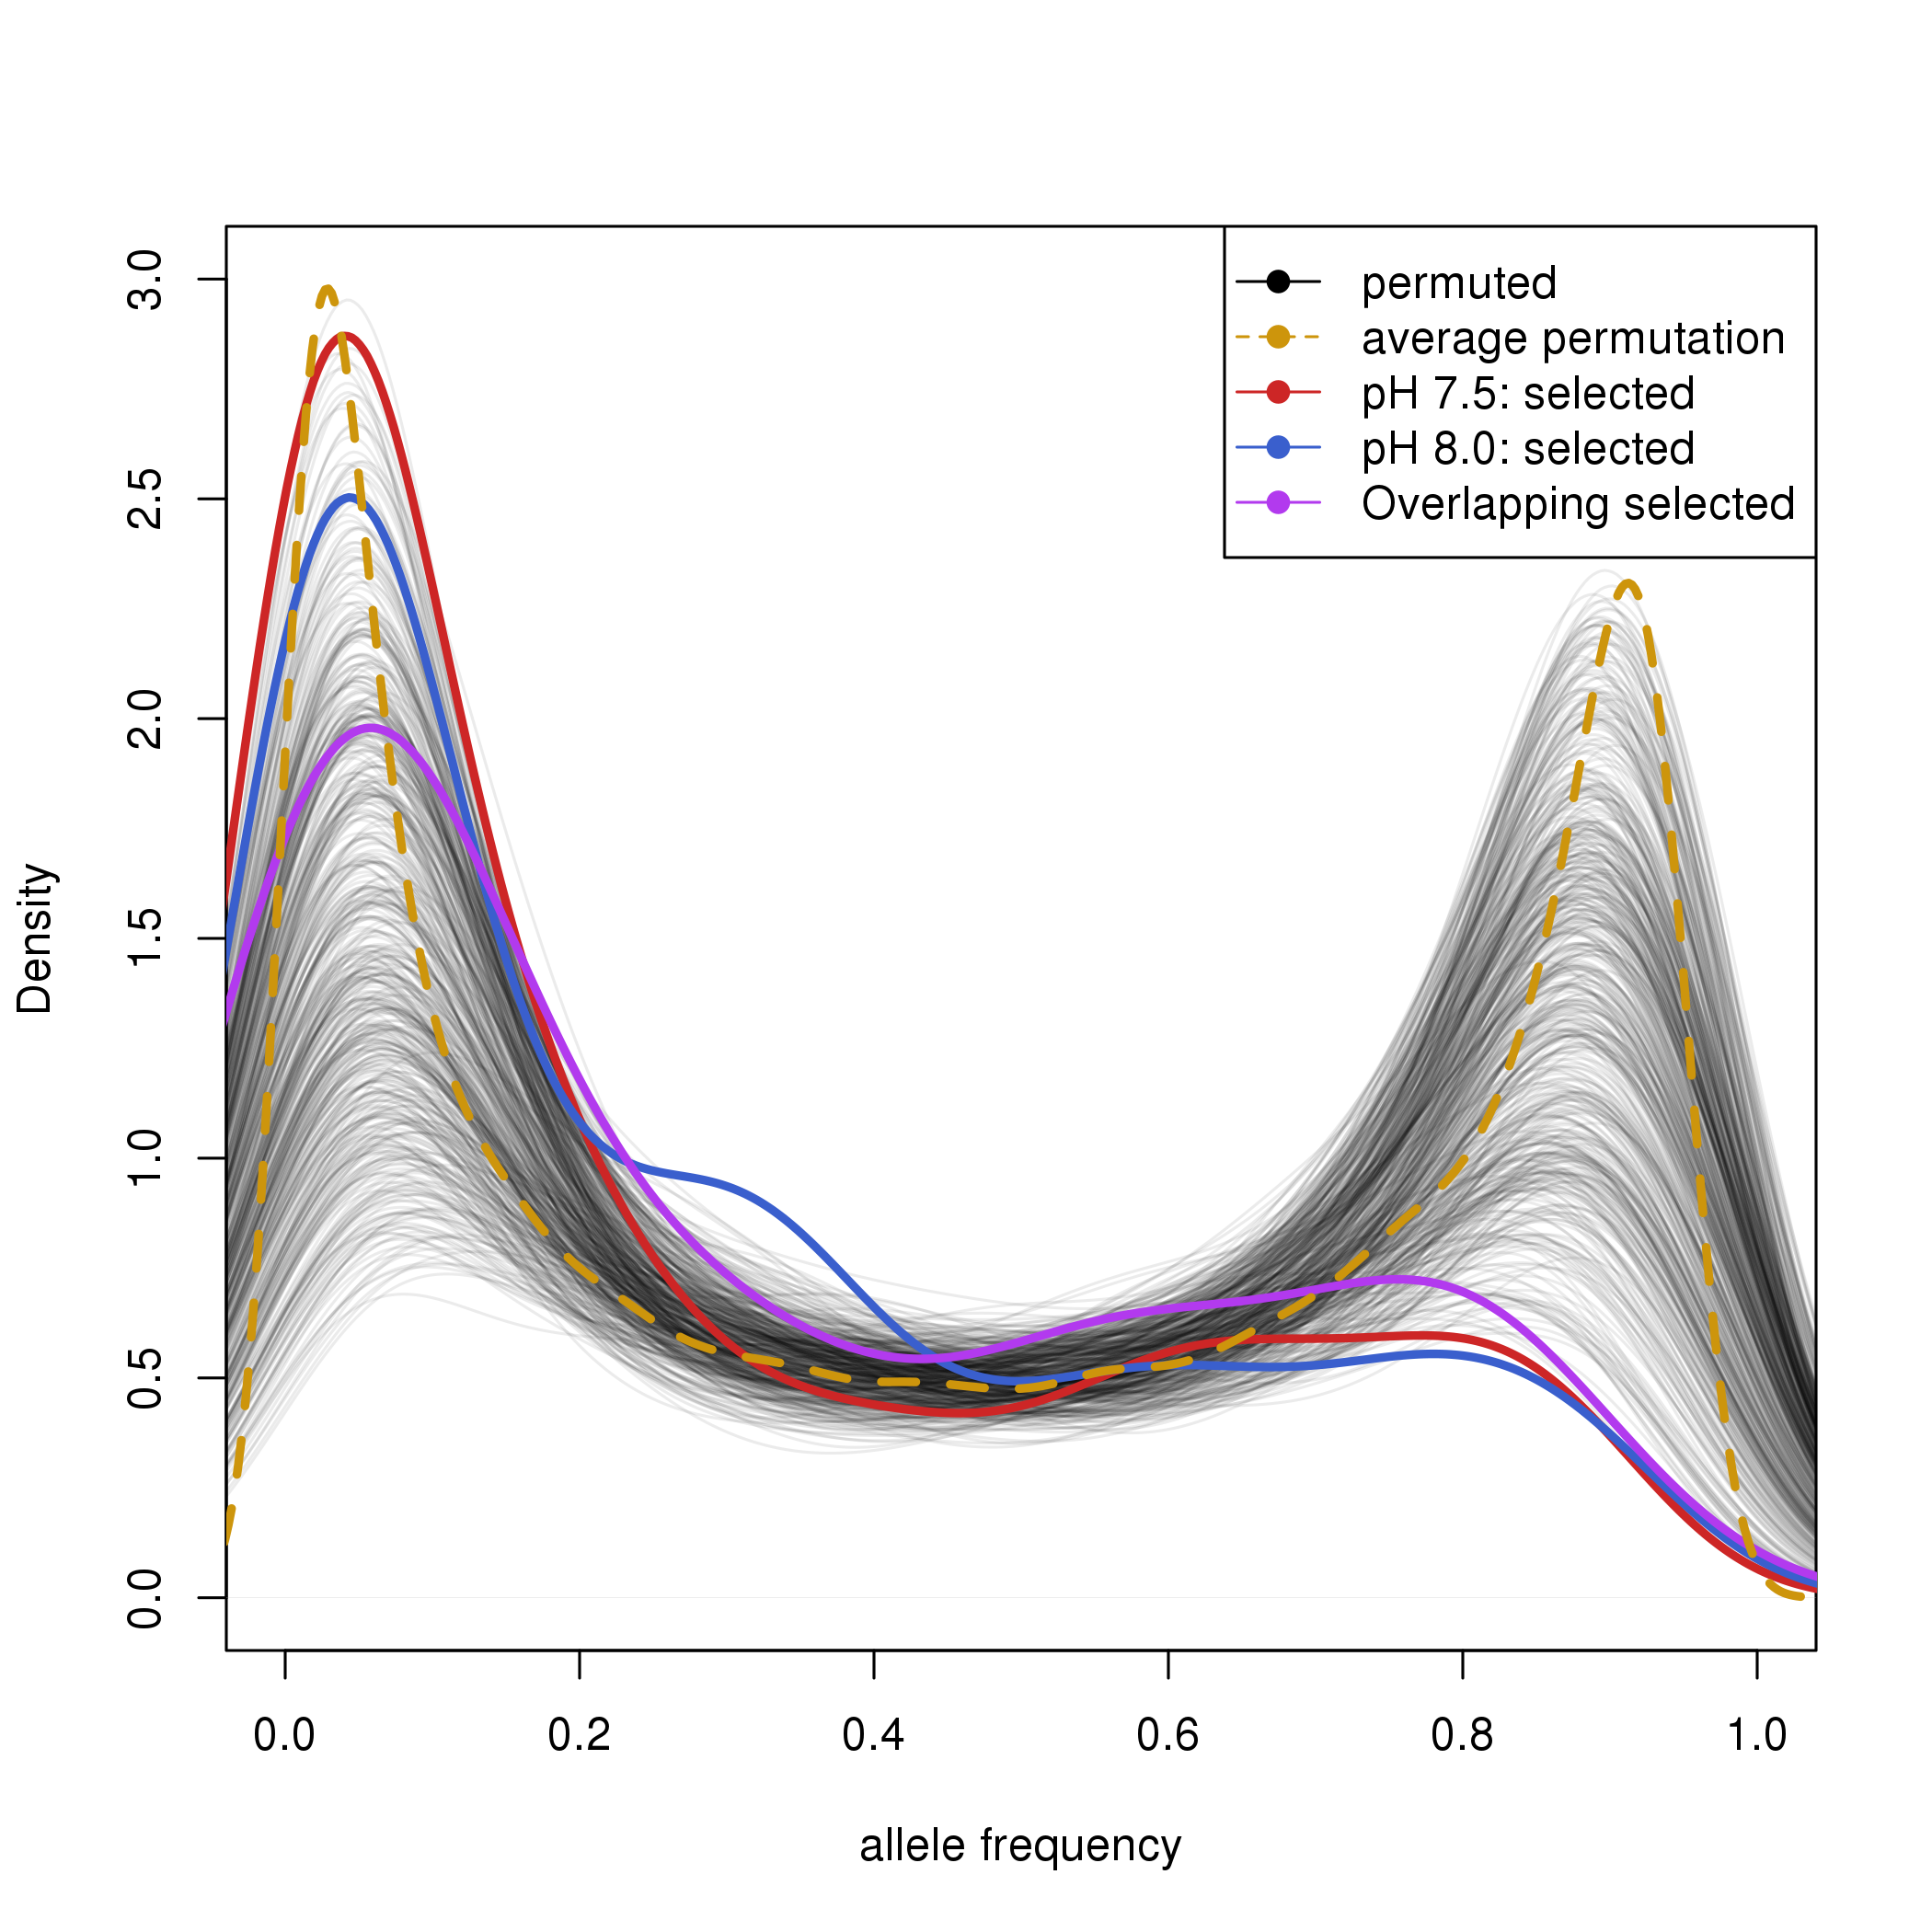 permuted
average permutation
pH 7.5: selected
pH 8.0: selected
Overlapping selected
Density
3.0
2.5
2.0
1.5
1.0
0.5
0.0
0.0 0.2 0.4 0.6 0.8 1.0
allele frequency